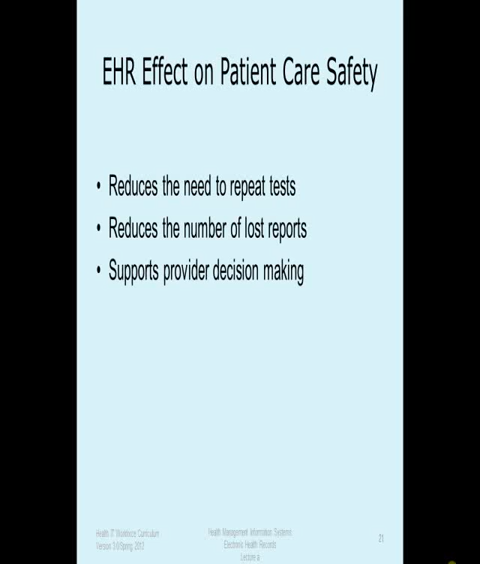 EHR Effect on Patient Care Safety
• Reduces the need to repeat tests
• Reduces the number of lost reports
• Supports provider decision making
Health IT Workforce Curriculum
Version 3.0/Spring 2012
Health Management Information Systems
Electronic Health Records
Lecture a
21